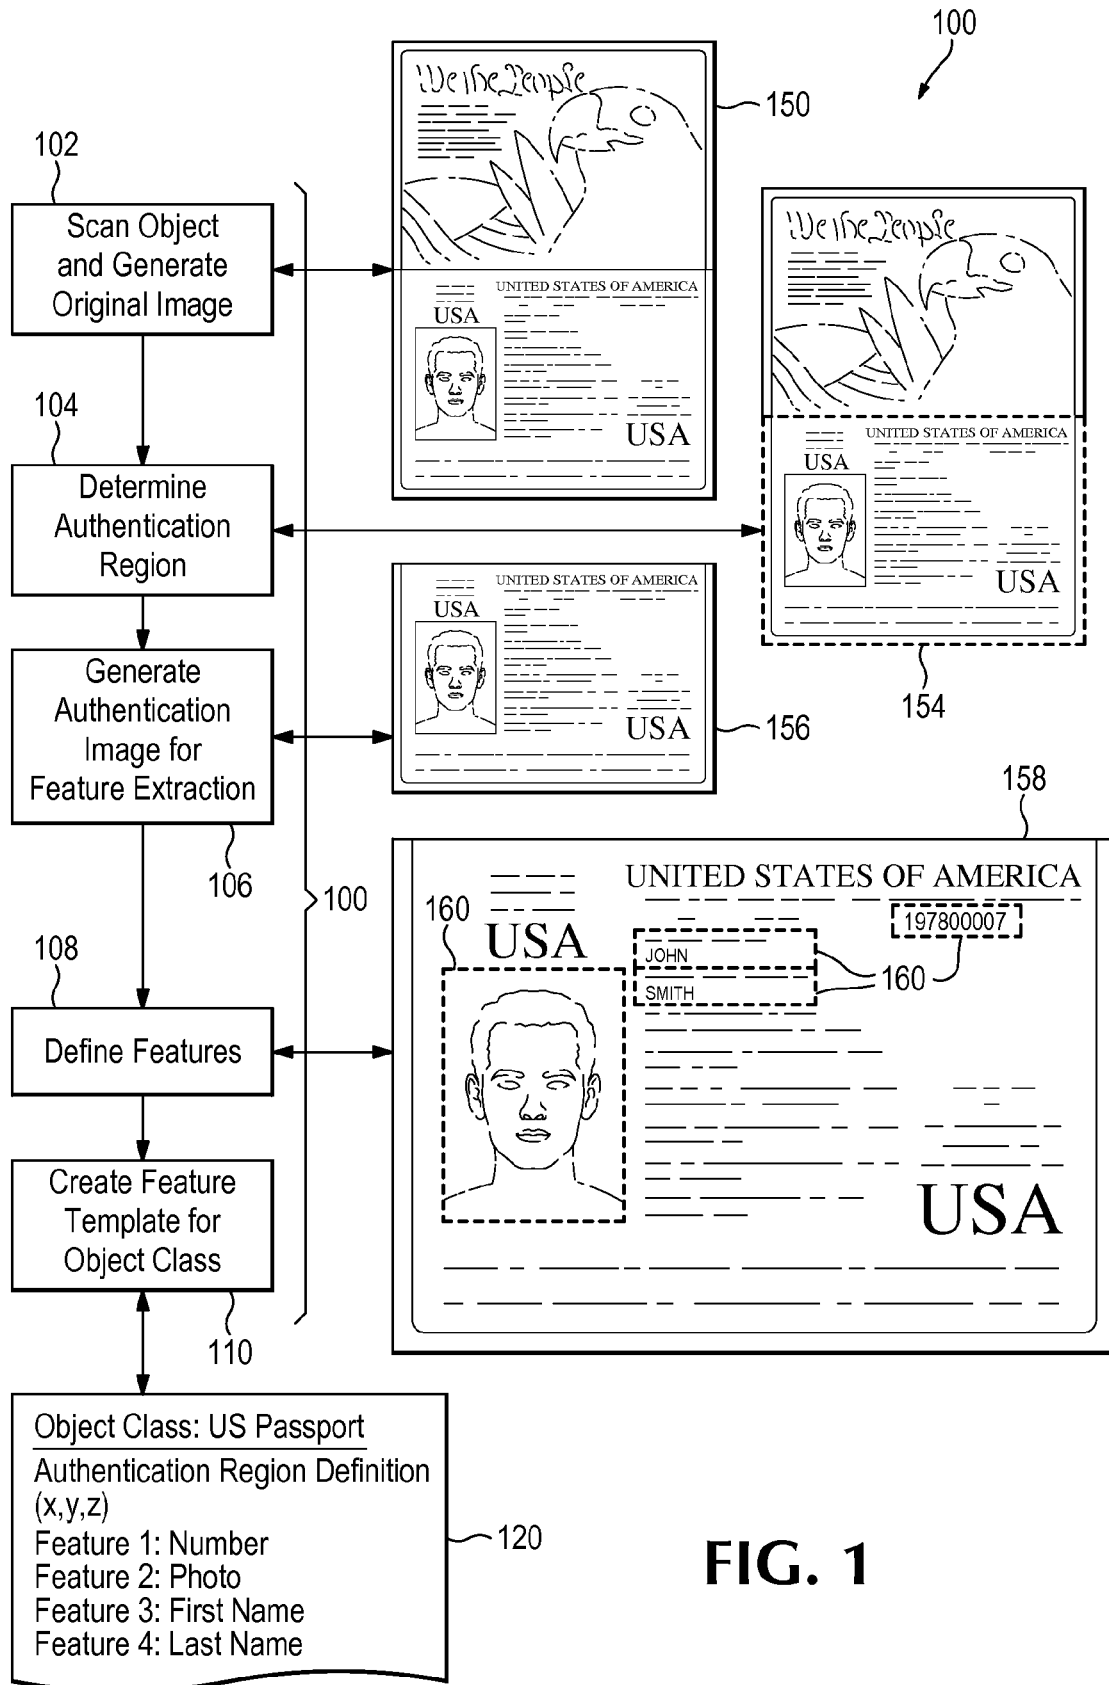 100
We the People
150
102
Scan Object
and Generate
Original Image
UNITED STATES OF AMERICA
USA
USA
We the People
UNITED STATES OF AMERICA
USA
USA
154
104
Determine
Authentication
Region
Generate
Authentication
Image for
Feature Extraction
106
UNITED STATES OF AMERICA
USA
USA
156
100
158
UNITED STATES OF AMERICA
160
USA
197800007
JOHN
160
SMITH
USA
108
Define Features
Create Feature
Template for
Object Class
110
Object Class: US Passport
Authentication Region Definition
(x,y,z)
Feature 1: Number
Feature 2: Photo
Feature 3: First Name
Feature 4: Last Name
120
FIG. 1